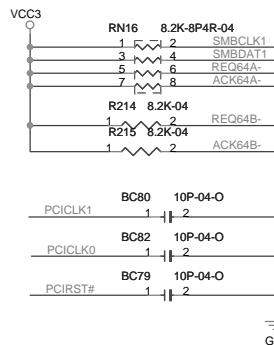 VCC3
RN16 8.2K-8P4R-04
1 2 SMBCLK1
3 4 SMBDAT1
5 6 REQ64A-
7 8 ACK64A-
R214 8.2K-04
1 2 REQ64B-
R215 8.2K-04
1 2 ACK64B-
BC80 10P-04-O
PCICLK1 1 2
BC82 10P-04-O
PCICLK0 1 2
BC79 10P-04-O
PCIRST# 1 2
G